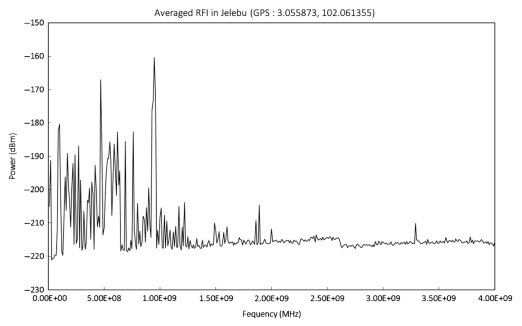 Averaged RFI in Jelebu (GPS : 3.055873, 102.061355)
Power (dBm)
−150
−160
−170
−180
−190
−200
−210
−220
−230
0.00E+00 5.00E+08 1.00E+09 1.50E+09 2.00E+09 2.50E+09 3.00E+09 3.50E+09 4.00E+09
Fequency (MHz)